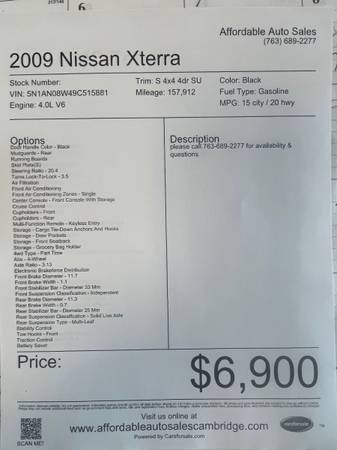 Affordable Auto Sales
(763) 689-2277
2009 Nissan Xterra
Stock Number:
Trim: S 4x4 4dr SU
Color: Black
VIN: 5N1AN08W49C515881
Mileage: 157,912
Fuel Type: Gasoline
Engine: 4.0L V6
MPG: 15 city / 20 hwy
Options
Door Handle Color - Black
Mudguards - Rear
Running Boards
Skid Plate(S)
Steering Ratio - 20.4
Turns Lock-To-Lock - 3.5
Air Filtration
Front Air Conditioning
Front Air Conditioning Zones - Single
Center Console - Front Console With Storage
Cruise Control
Cupholders - Front
Cupholders - Rear
Multi-Function Remote - Keyless Entry
Storage - Cargo Tie-Down Anchors And Hooks
Storage - Door Pockets
Storage - Front Seatback
Storage - Grocery Bag Holder
4wd Type - Part Time
Abs - 4-Wheel
Axle Ratio - 3.13
Electronic Brakeforce Distribution
Front Brake Diameter - 11.7
Front Brake Width - 1.1
Front Stabilizer Bar - Diameter 33 Mm
Front Suspension Classification - Independent
Rear Brake Diameter - 11.3
Rear Brake Width - 0.7
Rear Stabilizer Bar - Diameter 25 Mm
Rear Suspension Classification - Solid Live Axle
Rear Suspension Type - Multi-Leaf
Stability Control
Tow Hooks - Front
Traction Control
Battery Saver
Description
please call 763-689-2277 for availability &
questions
Price:
$6,900
SCAN ME!
Visit us online at
www.affordableautosalescambridge.com
Powered by Carsforsale.com
carsforsale